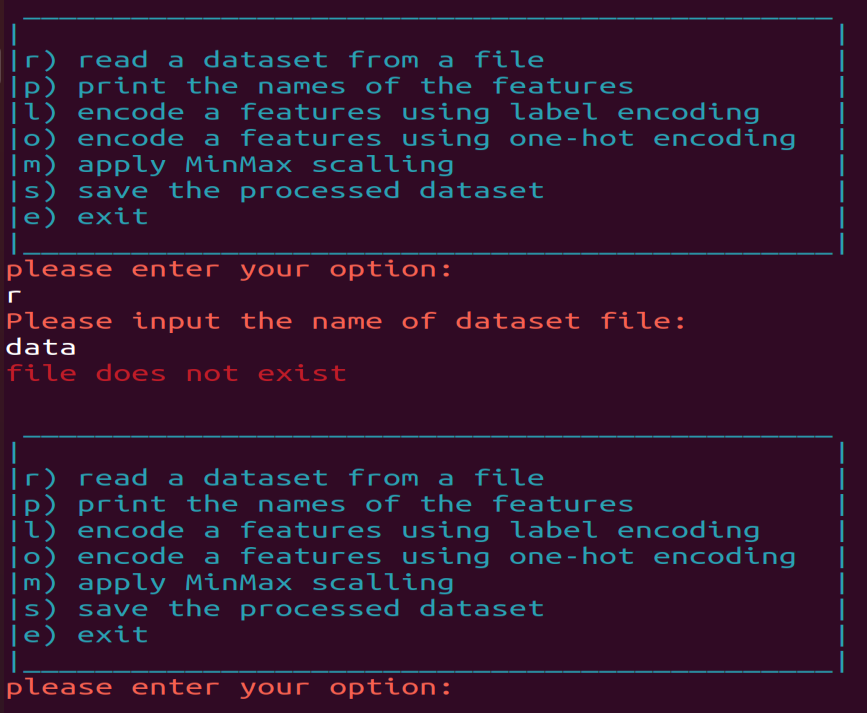 r) read a dataset from a file
p) print the names of the features
l) encode a features using label encoding
o) encode a features using one-hot encoding
m) apply MinMax scalling
s) save the processed dataset
e) exit
please enter your option:
r
Please input the name of dataset file:
data
file does not exist
r) read a dataset from a file
p) print the names of the features
l) encode a features using label encoding
o) encode a features using one-hot encoding
m) apply MinMax scalling
s) save the processed dataset
e) exit
please enter your option: